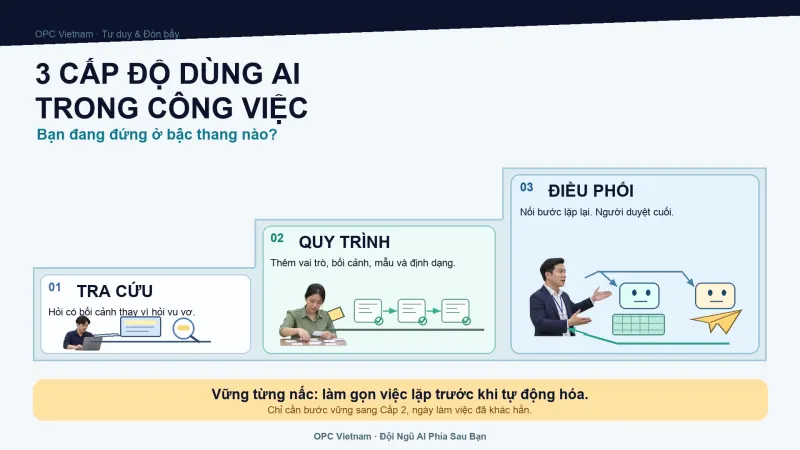 OPC Vietnam · Tư duy & Đòn bẩy
3 CẤP ĐỘ DÙNG AI
TRONG CÔNG VIỆC
Bạn đang đứng ở bậc thang nào?
01 TRA CỨU
Hỏi có bối cảnh thay vì hỏi vu vơ.
02 QUY TRÌNH
Thêm vai trò, bối cảnh, mẫu và định dạng.
03 ĐIỀU PHỐI
Nối bước lặp lại. Người duyệt cuối.
Vững từng nấc: làm gọn việc lặp trước khi tự động hóa.
Chỉ cần bước vững sang Cấp 2, ngày làm việc đã khác hẳn.
OPC Vietnam · Đội Ngũ AI Phía Sau Bạn